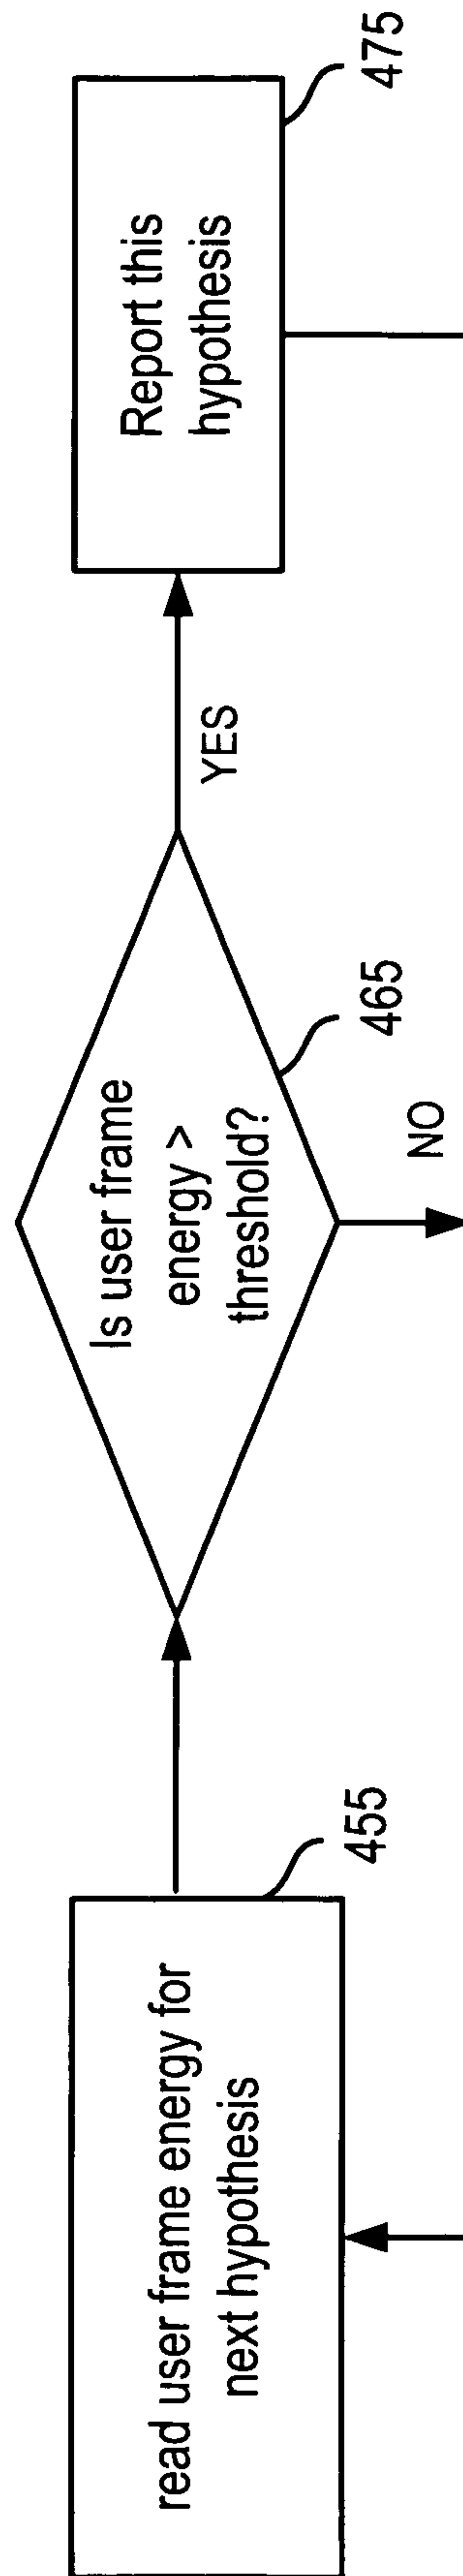 read user frame energy for
next hypothesis
455
Is user frame
energy >
threshold?
465
YES
NO
Report this
hypothesis
475